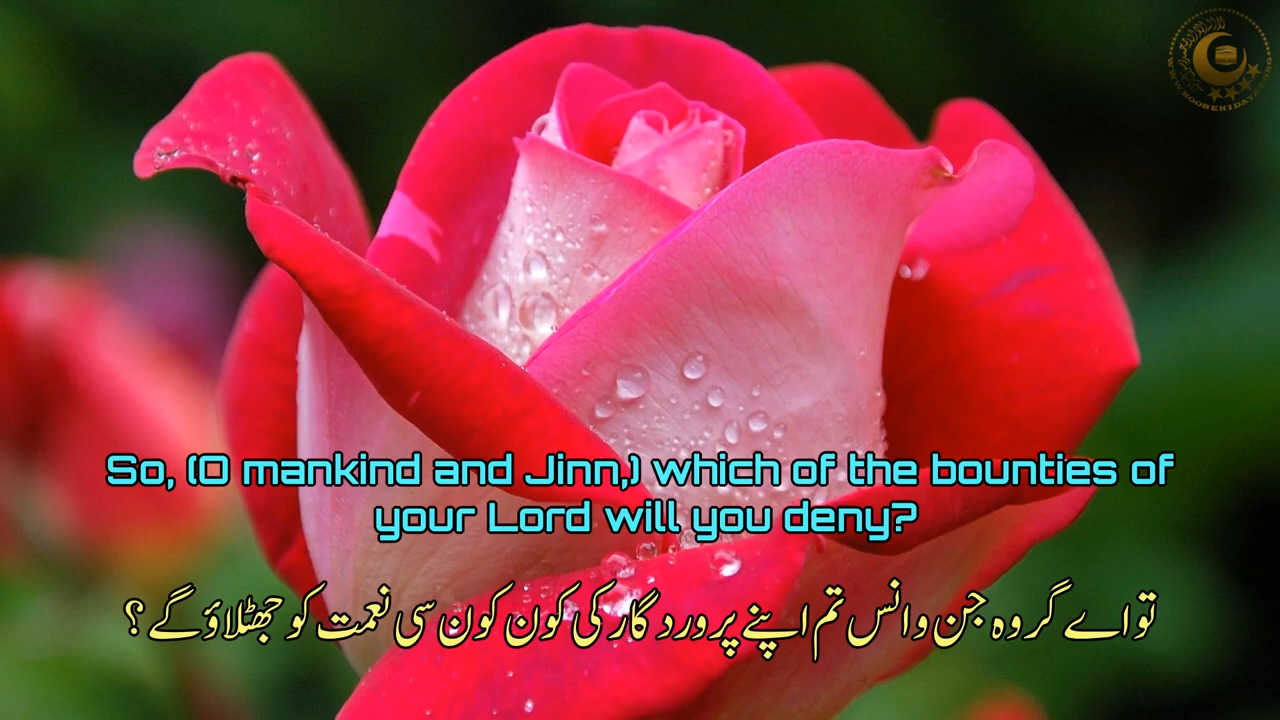 So, (O mankind and Jinn,) which of the bounties of
your Lord will you deny?
تو اے گروہ جن و انس تم اپنے پروردگار کی کون کون سی نعمت کو جھٹلاؤ گے ؟